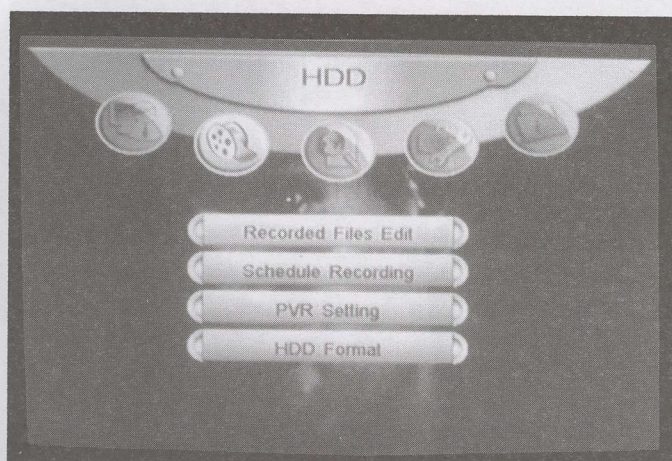 HDD
Recorded Files Edit
Schedule Recording
PVR Setting
HDD Format